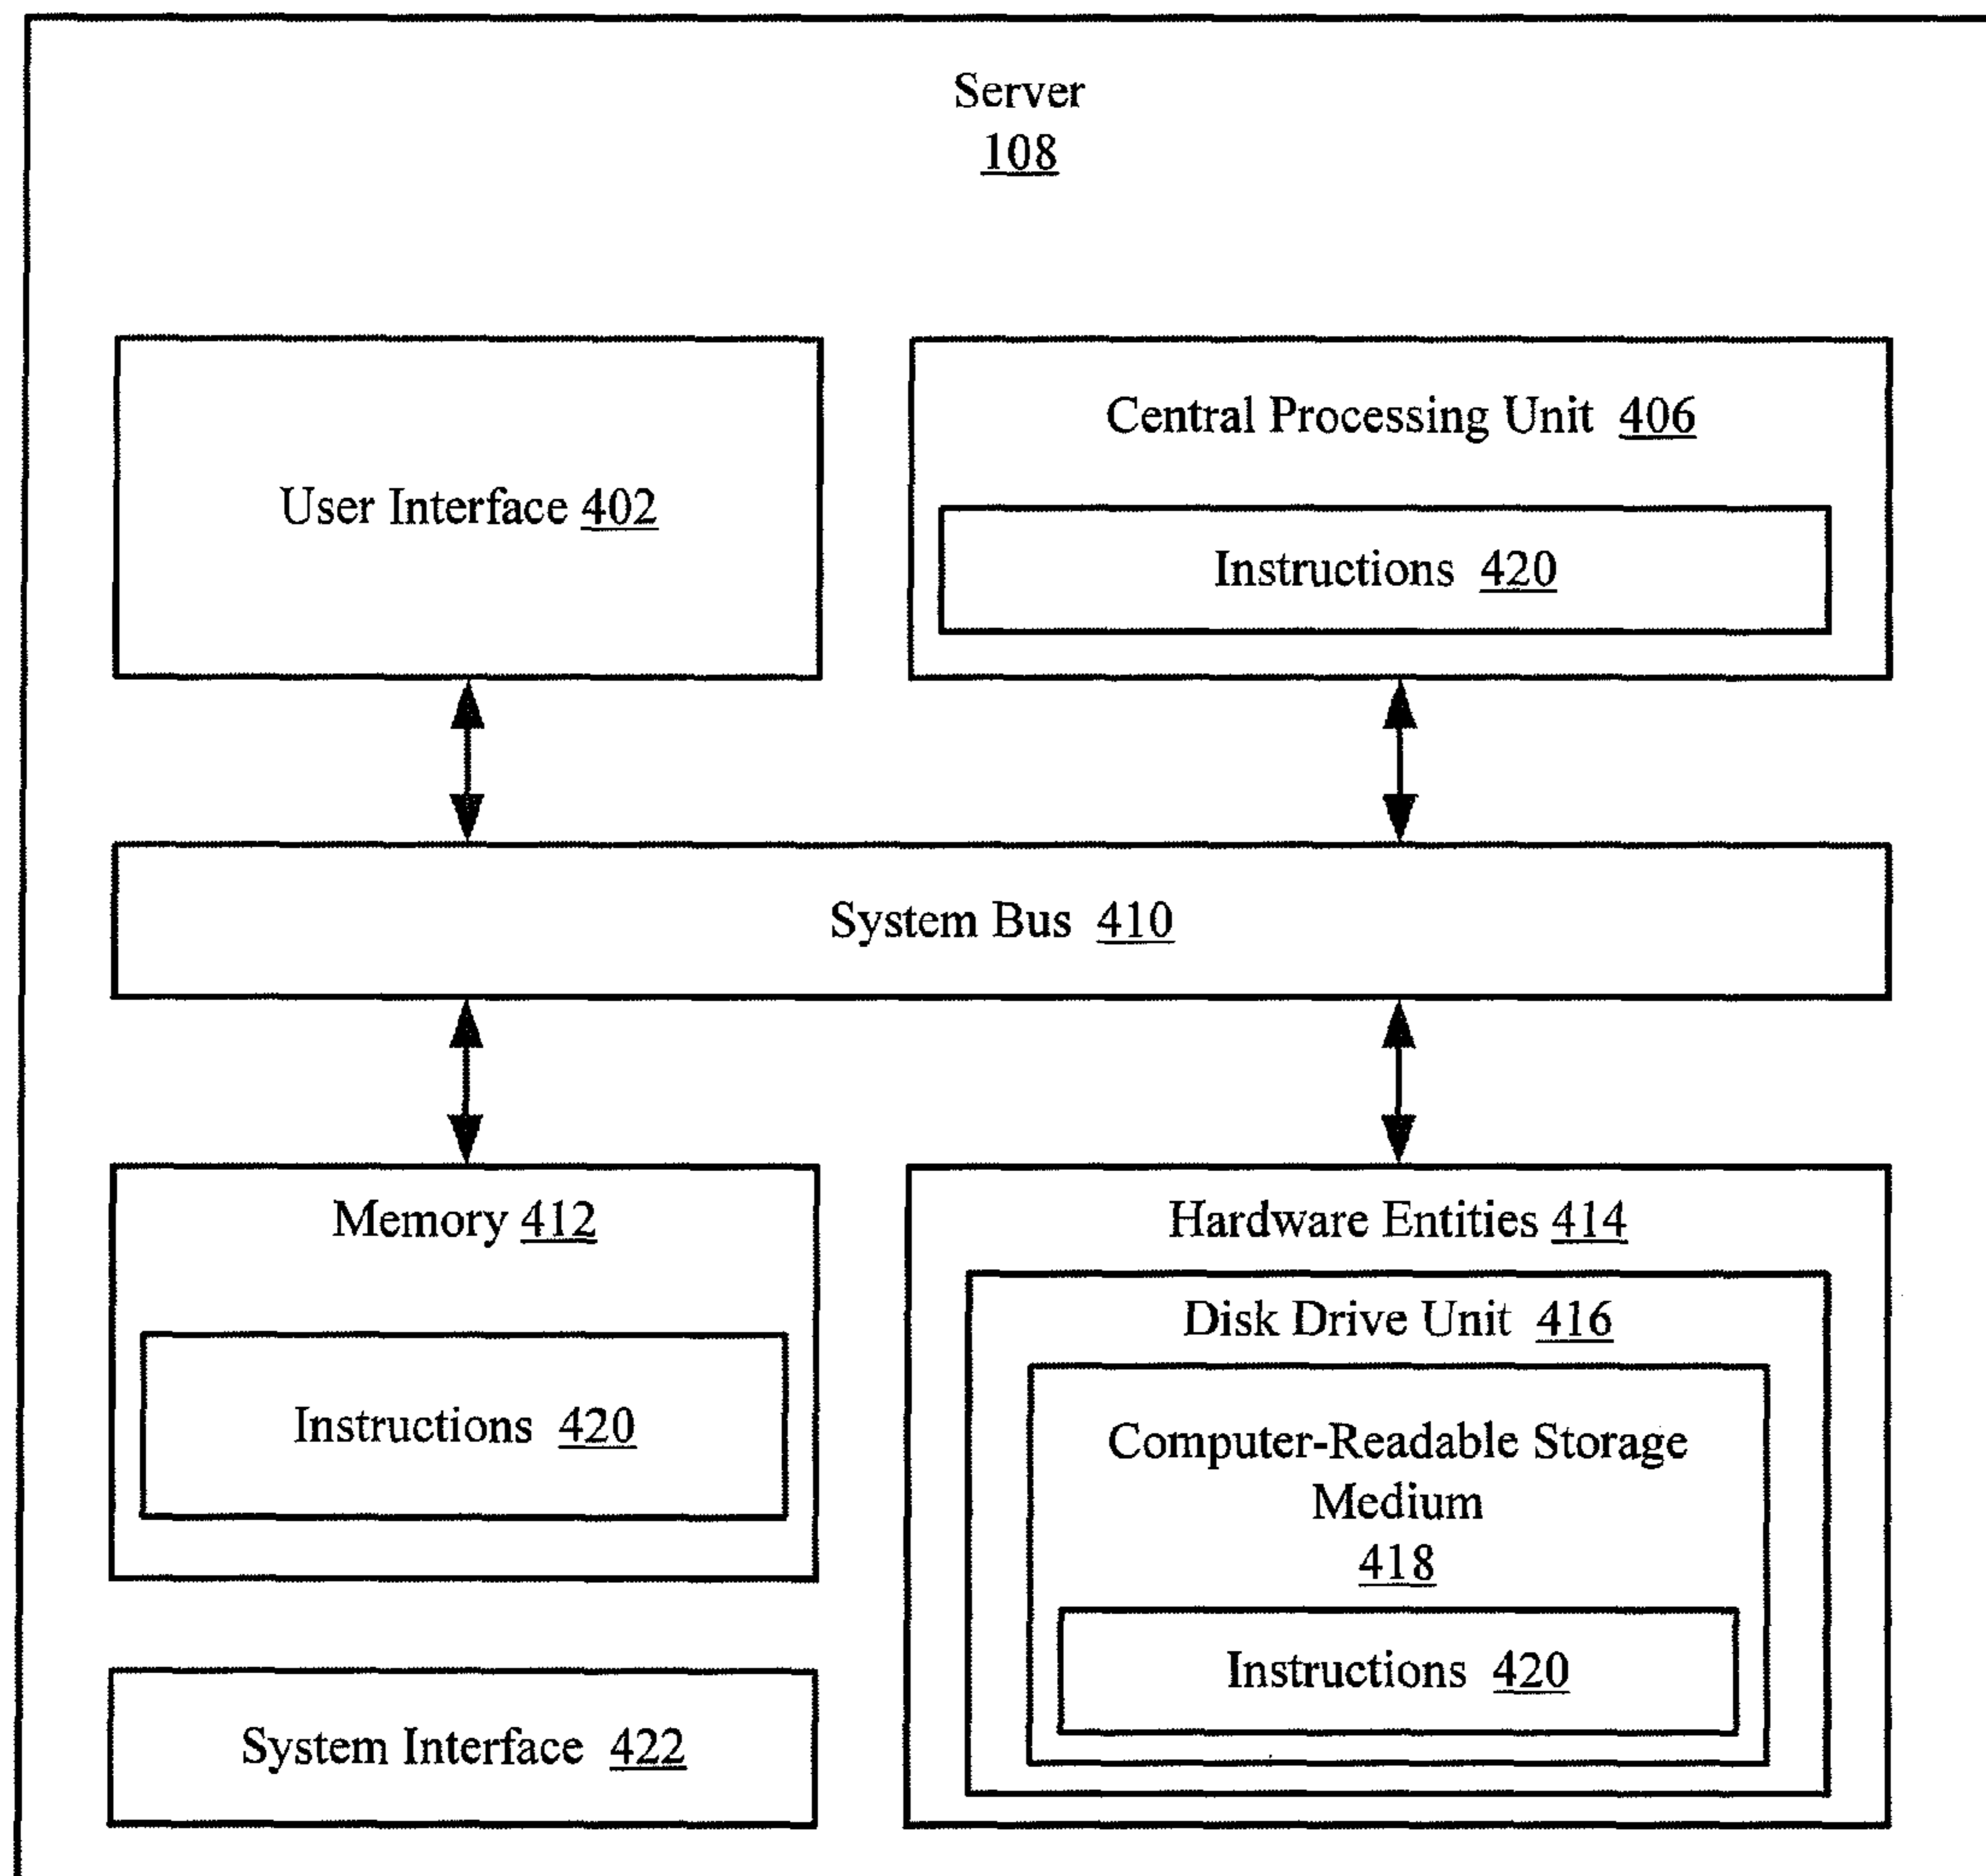 Server
108
User Interface 402
Central Processing Unit 406
Instructions 420
System Bus 410
Memory 412
Instructions 420
System Interface 422
Hardware Entities 414
Disk Drive Unit 416
Computer-Readable Storage
Medium
418
Instructions 420